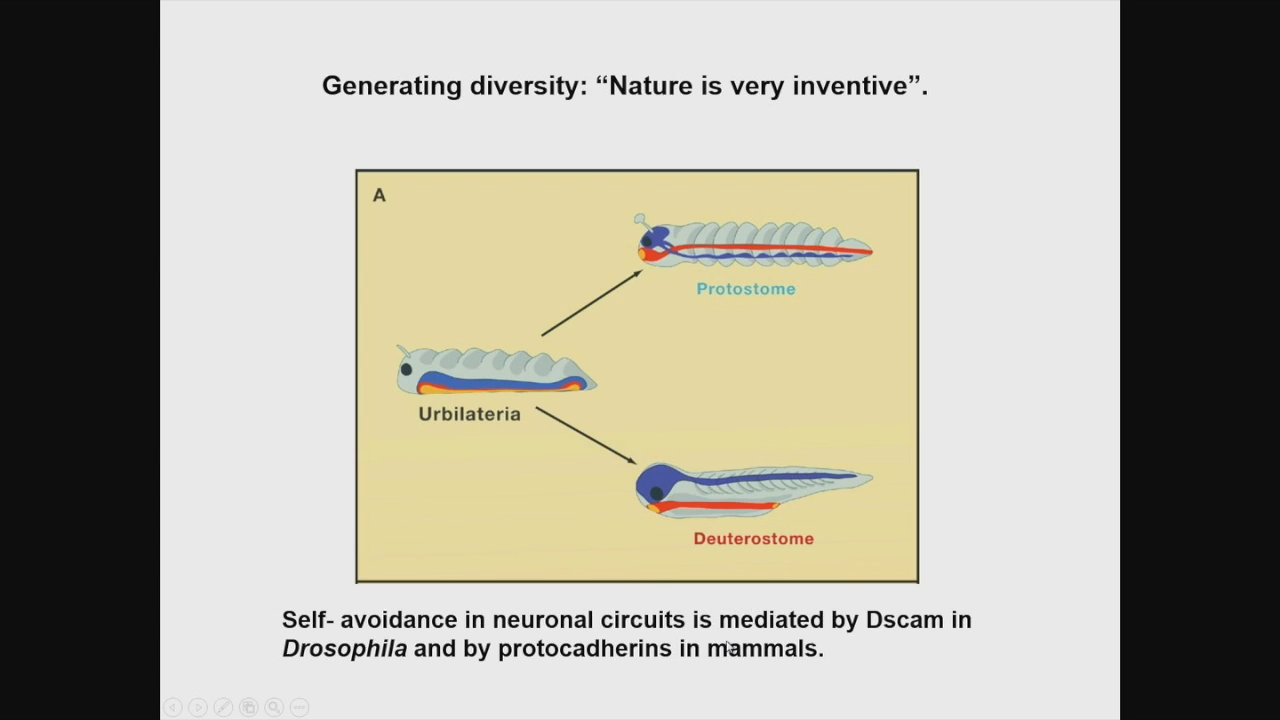 Generating diversity: “Nature is very inventive”.
A
Protostome
Urbilateria
Deuterostome
Self- avoidance in neuronal circuits is mediated by Dscam in
Drosophila and by protocadherins in mammals.